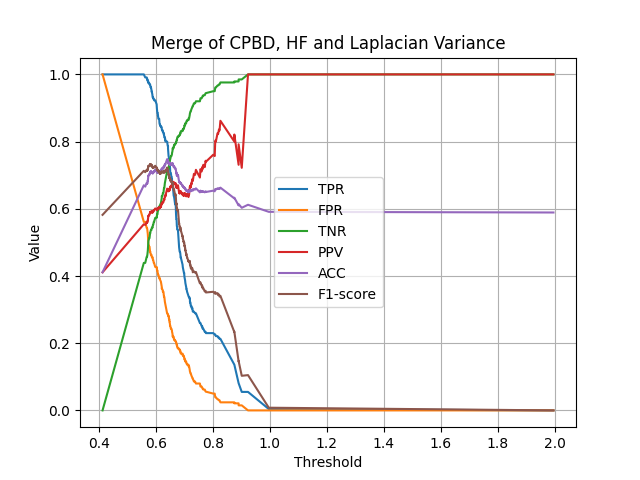 Merge of CPBD, HF and Laplacian Variance
1.0
0.8
0.6
0.4
0.2
0.0
Value
TPR
FPR
TNR
PPV
ACC
F1-score
0.4 0.6 0.8 1.0 1.2 1.4 1.6 1.8 2.0
Threshold